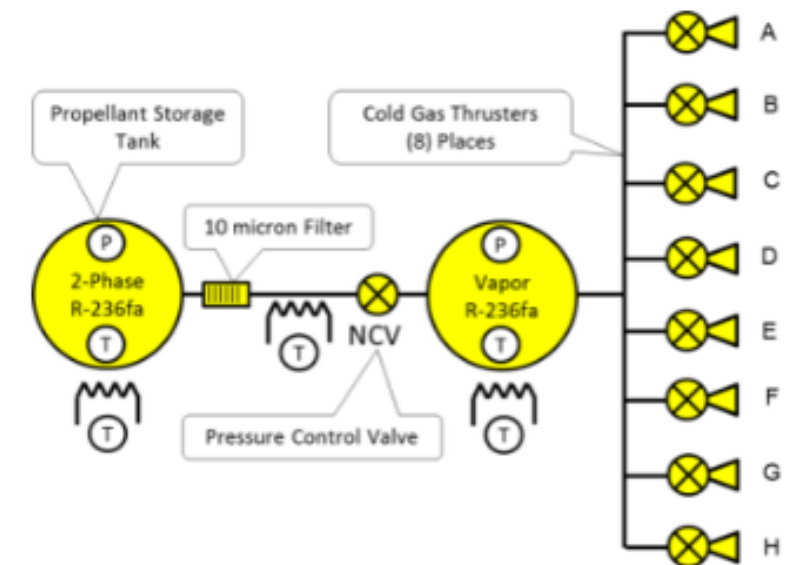 Propellant Storage
Tank
Cold Gas Thrusters
(8) Places
10 micron Filter
P
2-Phase
R-236fa
T
T
T
NCV
Pressure Control Valve
P
Vapor
R-236fa
T
T
A
B
C
D
E
F
G
H